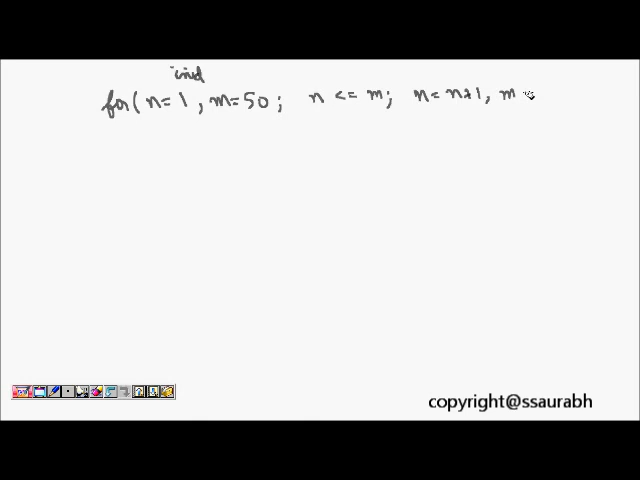 init
for( n=1 , m=50 ; n <= m; n = n+1, m
copyright@ssaurabh